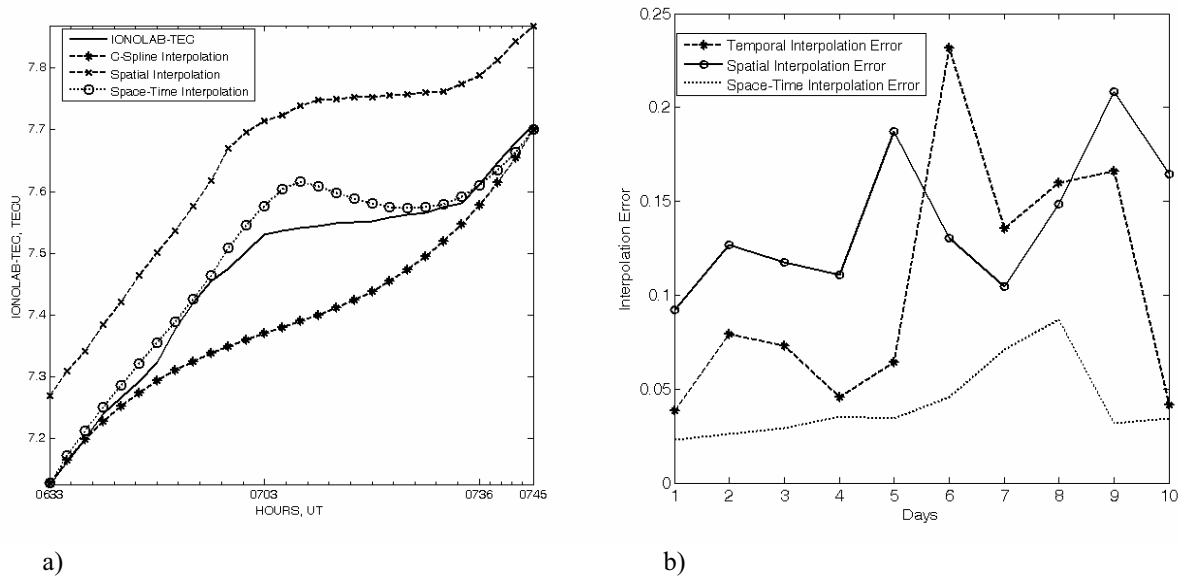 IONOLAB-TEC
C-Spline Interpolation
Spatial Interpolation
Space-Time Interpolation
7.8
7.7
7.6
7.5
7.4
7.3
7.2
IONOLAB-TEC, TECU
0633
0703
0736
0745
HOURS, UT
a)
Temporal Interpolation Error
Spatial Interpolation Error
Space-Time Interpolation Error
0.25
0.2
0.15
0.1
0.05
0
Interpolation Error
1
2
3
4
5
6
7
8
9
10
Days
b)